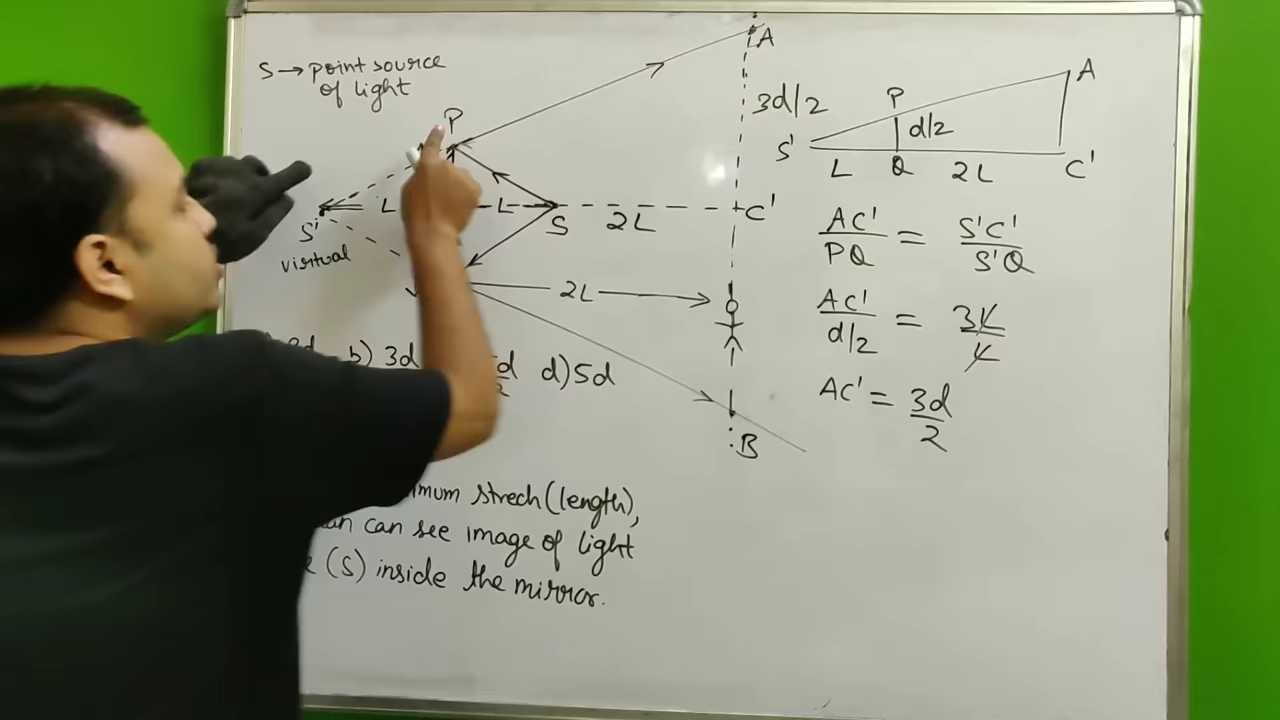 S → point source
of light
P
A
3d/2
S'
L
L
S
2L
C'
virtual
2L
b) 3d
d
2
d) 5d
B
strech (length),
can see image of light
(S) inside the mirror.
A
P
d/2
S'
L
Q
2L
C'
AC'/PQ = S'C'/S'Q
AC'/d/2 = 3L/L
AC' = 3d/2